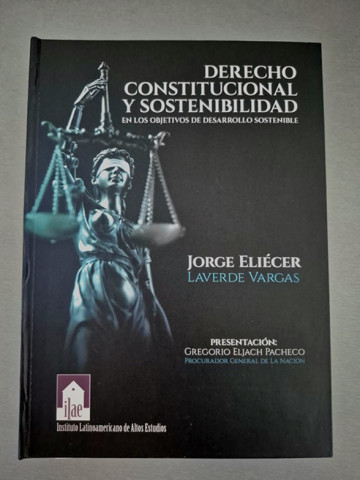 DERECHO
CONSTITUCIONAL
Y SOSTENIBILIDAD
EN LOS OBJETIVOS DE DESARROLLO SOSTENIBLE
JORGE ELIÉCER
LAVERDE VARGAS
PRESENTACIÓN:
GREGORIO ELJACH PACHECO
PROCURADOR GENERAL DE LA NACIÓN
ilae
Instituto Latinoamericano de Altos Estudios